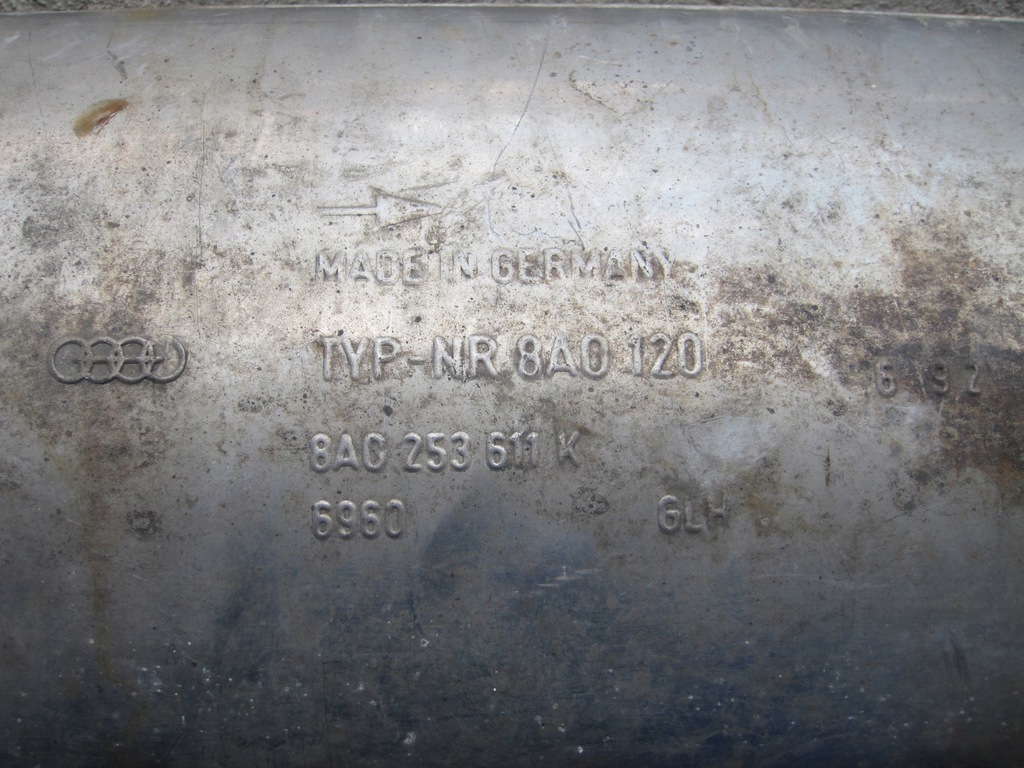 MADE IN GERMANY
TYP-NR 8A0 120
6 92
8A0 253 611 K
6960 GLH